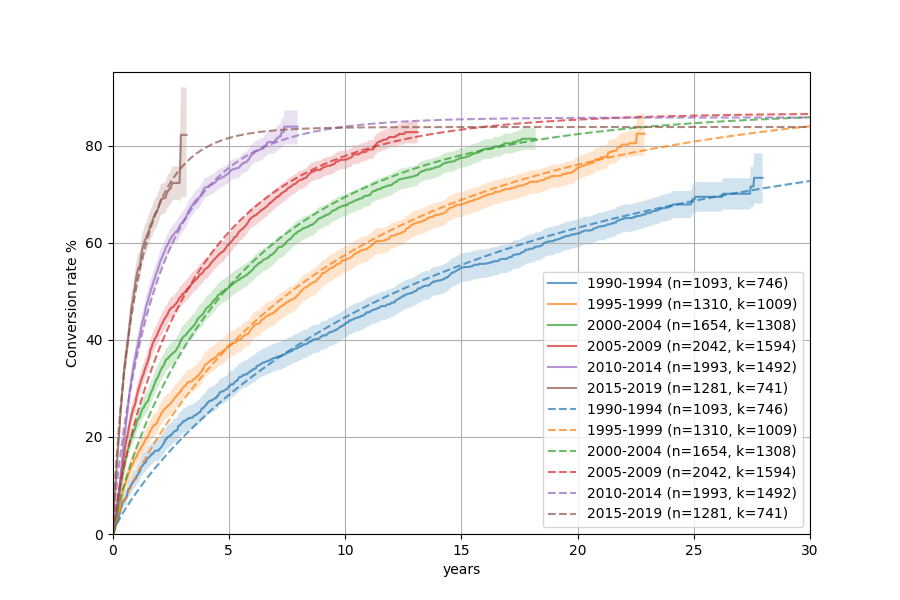 80
60
40
20
0
Conversion rate %
1990-1994 (n=1093, k=746)
1995-1999 (n=1310, k=1009)
2000-2004 (n=1654, k=1308)
2005-2009 (n=2042, k=1594)
2010-2014 (n=1993, k=1492)
2015-2019 (n=1281, k=741)
1990-1994 (n=1093, k=746)
1995-1999 (n=1310, k=1009)
2000-2004 (n=1654, k=1308)
2005-2009 (n=2042, k=1594)
2010-2014 (n=1993, k=1492)
2015-2019 (n=1281, k=741)
0 5 10 15 20 25 30
years